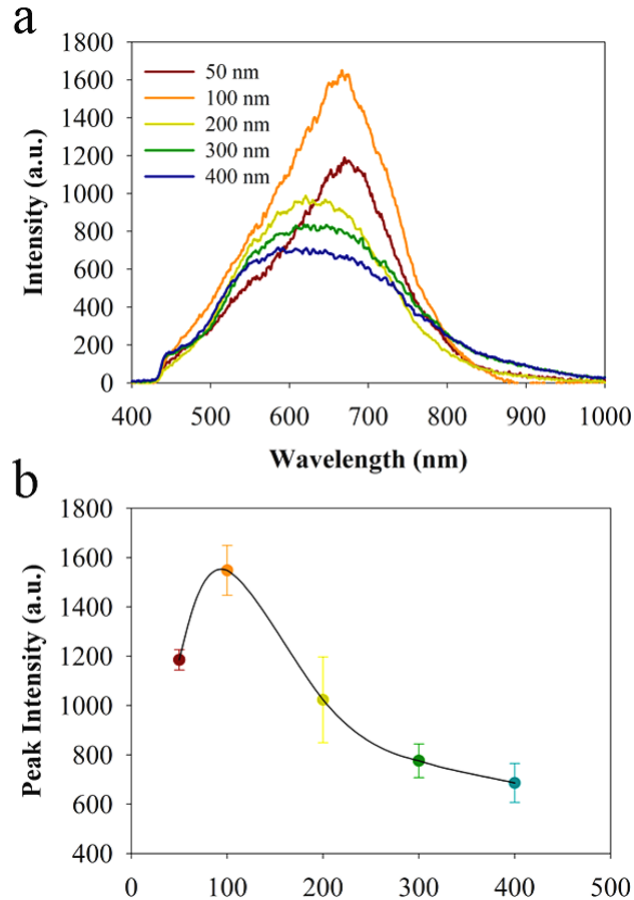 a
1800
1600
1400
1200
1000
800
600
400
200
0
50 nm
100 nm
200 nm
300 nm
400 nm
Intensity (a.u.)
400 500 600 700 800 900 1000
Wavelength (nm)
b
1800
1600
1400
1200
1000
800
600
400
Peak Intensity (a.u.)
0 100 200 300 400 500